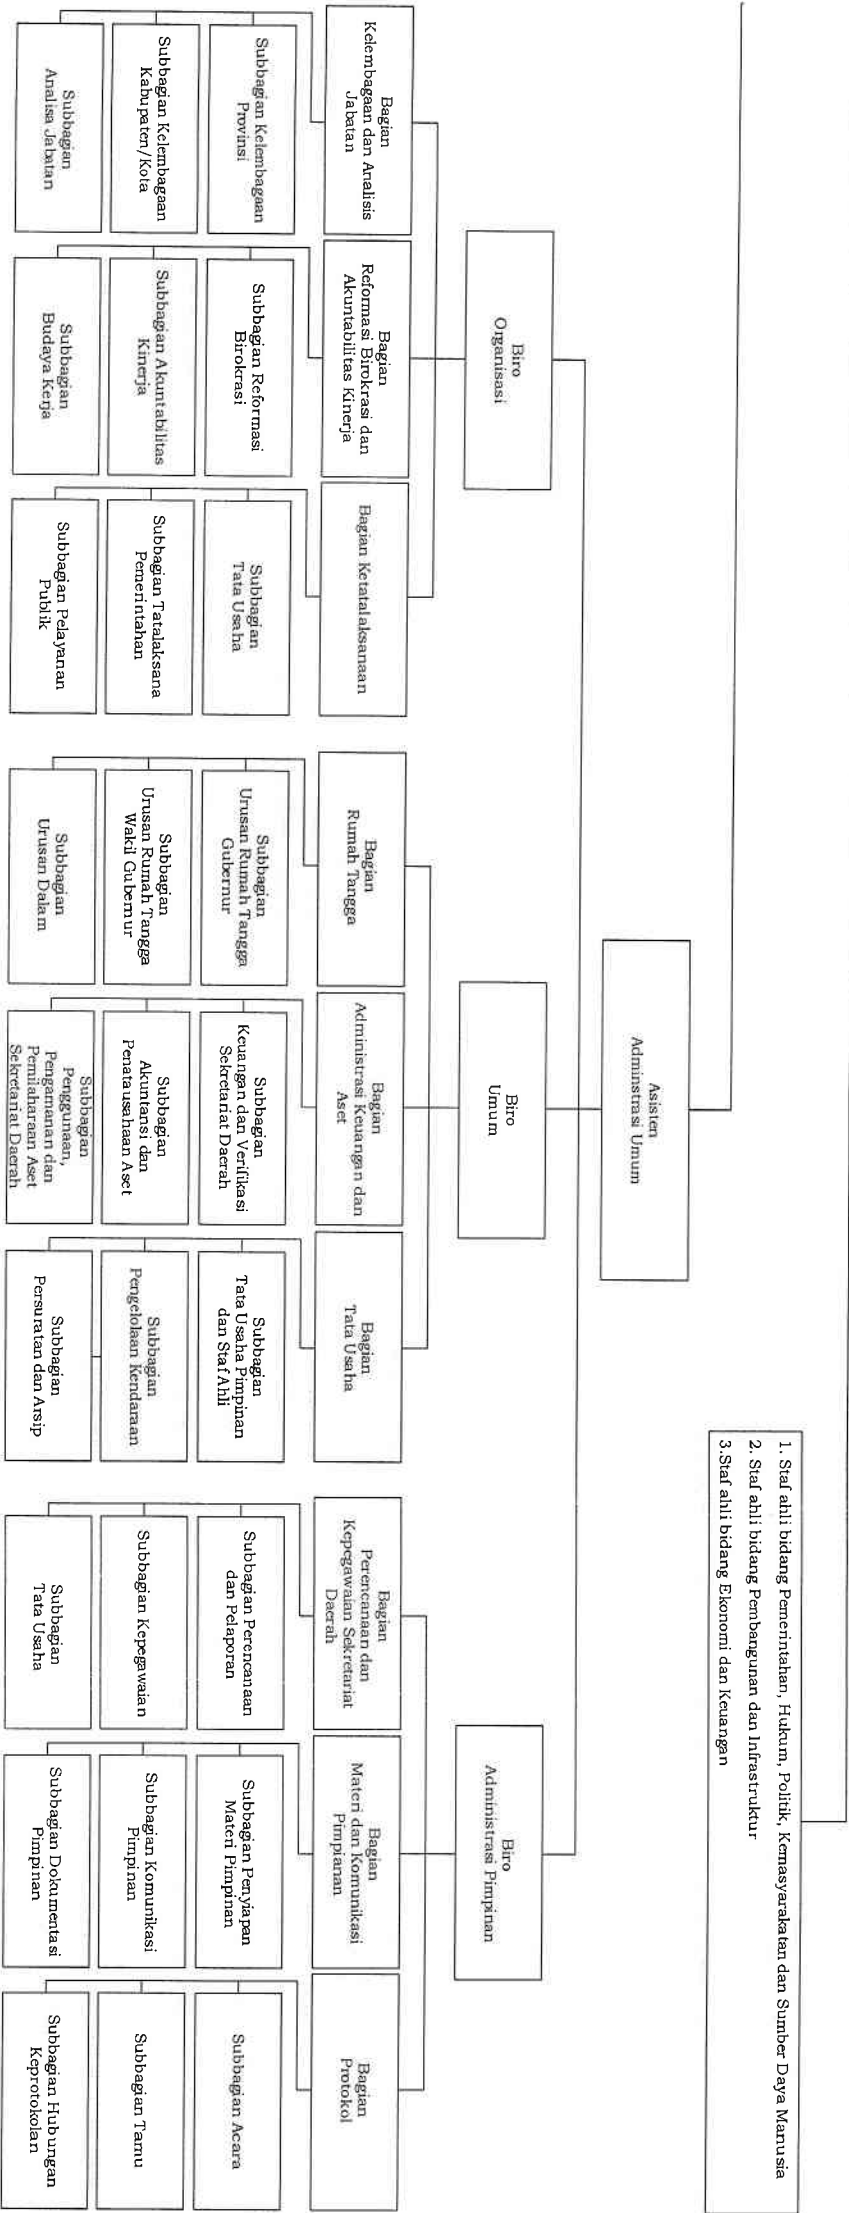 1. Staf ahli bidang Pemerintahan, Hukum, Politik, Kemasyarakatan dan Sumber Daya Manusia
2. Staf ahli bidang Pembangunan dan Infrastruktur
3.Staf ahli bidang Ekonomi dan Keuangan
Asisten
Adminstrasi Umum
Biro
Organisasi
Biro
Umum
Biro
Administrasi Pimpinan
Bagian
Kelembagaan dan Analisis
Jabatan
Bagian
Reformasi Birokrasi dan
Akuntabilitas Kinerja
Bagian Ketatalaksanaan
Bagian
Rumah Tangga
Bagian
Administrasi Keuangan dan
Aset
Bagian
Tata Usaha
Bagian
Perencanaan dan
Kepegawaian Sekretariat
Daerah
Bagian
Materi dan Komunikasi
Pimpianan
Bagian
Protokol
Subbagian Kelembagaan
Provinsi
Subbagian Reformasi
Birokrasi
Subbagian
Tata Usaha
Subbagian
Urusan Rumah Tangga
Gubernur
Subbagian
Keuangan dan Verifikasi
Sekretariat Daerah
Subbagian
Tata Usaha Pimpinan
dan Staf Ahli
Subbagian Perencanaan
dan Pelaporan
Subbagian Penyiapan
Materi Pimpinan
Subbagian Acara
Subbagian Kelembagaan
Kabupaten/Kota
Subbagian Akuntabilitas
Kinerja
Subbagian Tatalaksana
Pemerintahan
Subbagian
Urusan Rumah Tangga
Wakil Gubernur
Subbagian
Akuntansi dan
Penatausahaan Aset
Subbagian
Pengelolaan Kendaraan
Subbagian Kepegawaian
Subbagian Komunikasi
Pimpinan
Subbagian Tamu
Subbagian
Analisa Jabatan
Subbagian
Budaya Kerja
Subbagian Pelayanan
Publik
Subbagian
Urusan Dalam
Subbagian
Penggunaan,
Pengamanan dan
Pemilaharaan Aset
Sekretariat Daerah
Subbagian
Persuratan dan Arsip
Subbagian
Tata Usaha
Subbagian Dokumentasi
Pimpinan
Subbagian Hubungan
Keprotokolan